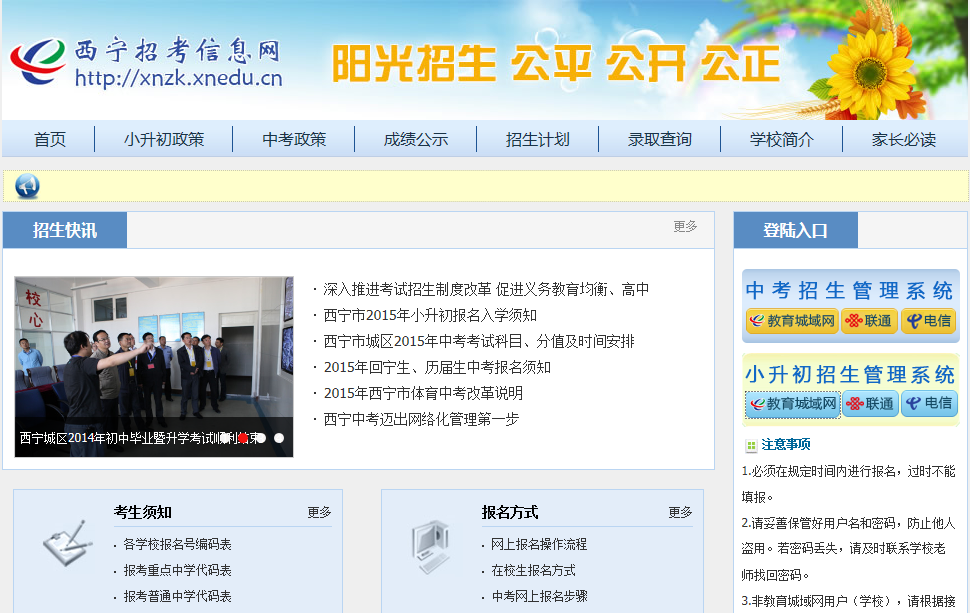 西宁招考信息网
http://xnzk.xnedu.cn
阳光招生 公平 公开 公正
首页 小升初政策 中考政策 成绩公示 招生计划 录取查询 学校简介 家长必读
招生快讯
更多
校
心
西宁城区2014年初中毕业暨升学考试顺利结束
· 深入推进考试招生制度改革 促进义务教育均衡、高中
· 西宁市2015年小升初报名入学须知
· 西宁市城区2015年中考考试科目、分值及时间安排
· 2015年回宁生、历届生中考报名须知
· 2015年西宁市体育中考改革说明
· 西宁中考迈出网络化管理第一步
登陆入口
中考招生管理系统
教育城域网 联通 电信
小升初招生管理系统
教育城域网 联通 电信
注意事项
1.必须在规定时间内进行报名，过时不能
填报。
2.请妥善保管好用户名和密码，防止他人
盗用。若密码丢失，请及时联系学校老
师找回密码。
3.非教育城域网用户（学校），请根据接
考生须知
更多
· 各学校报名号编码表
· 报考重点中学代码表
· 报考普通中学代码表
报名方式
更多
· 网上报名操作流程
· 在校生报名方式
· 中考网上报名步骤